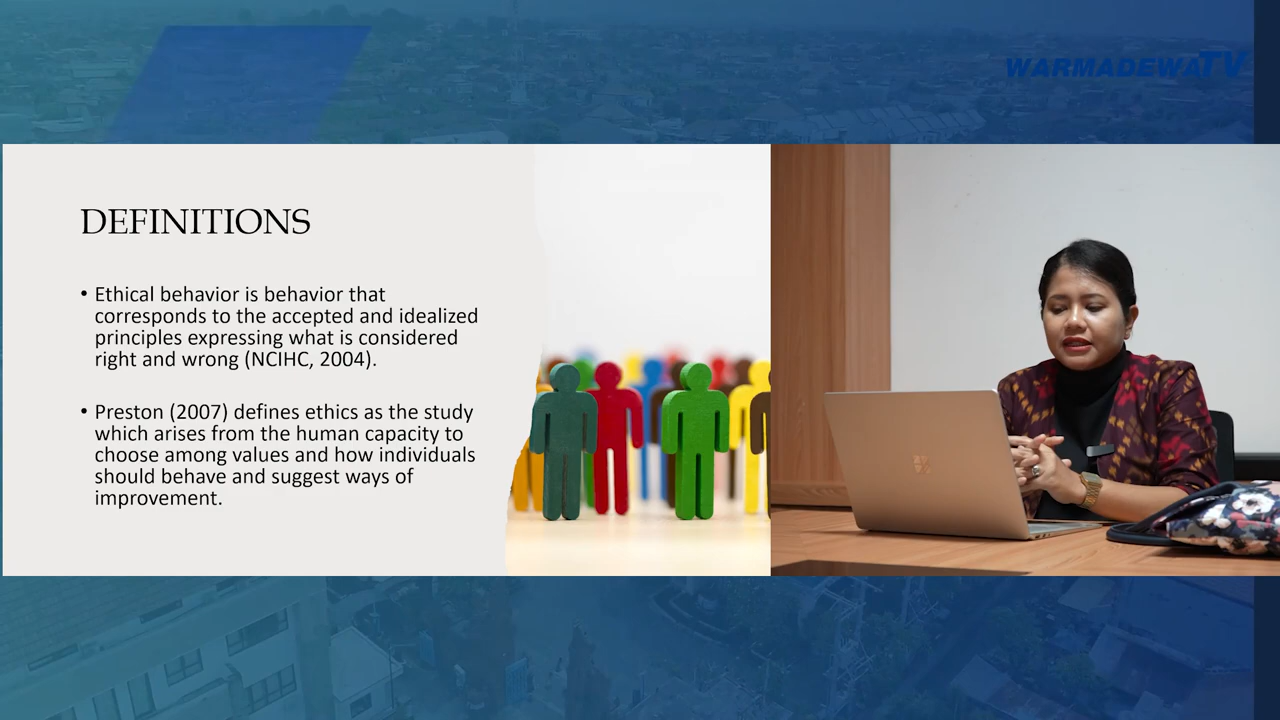 WARMADEWATV
DEFINITIONS
• Ethical behavior is behavior that
corresponds to the accepted and idealized
principles expressing what is considered
right and wrong (NCIHC, 2004).
• Preston (2007) defines ethics as the study
which arises from the human capacity to
choose among values and how individuals
should behave and suggest ways of
improvement.